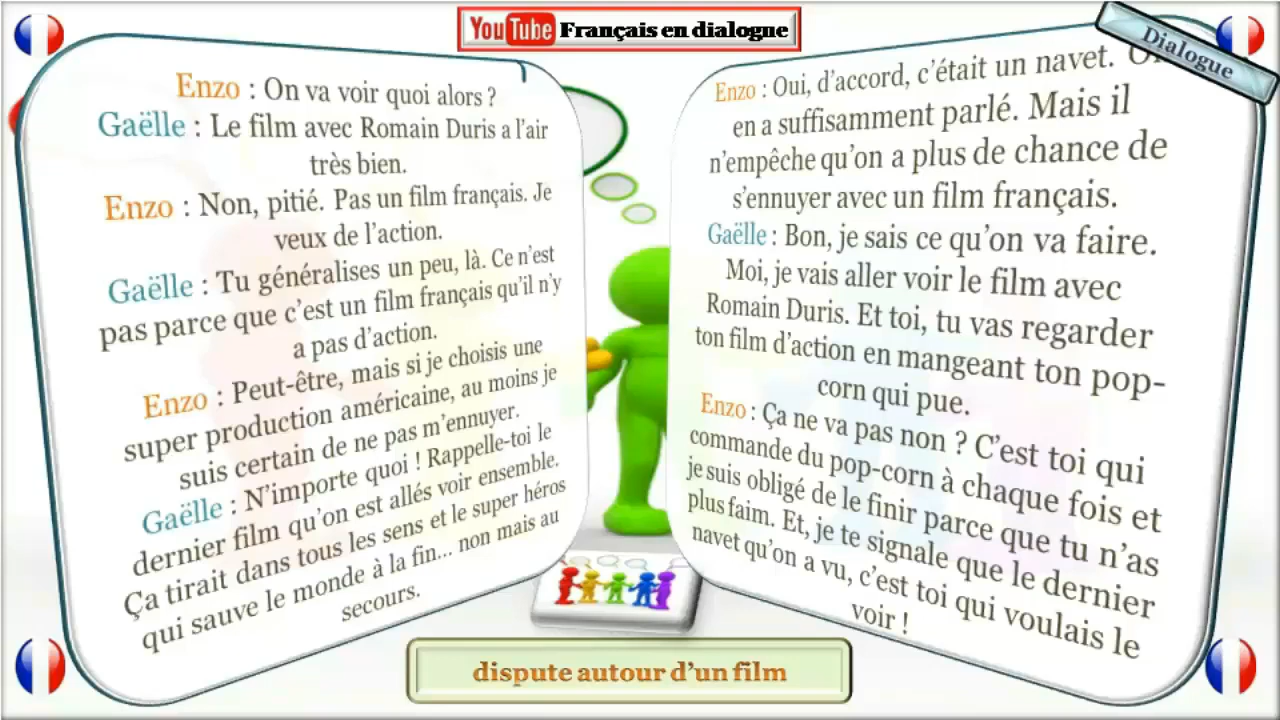 YouTube Français en dialogue
Dialogue
Enzo : On va voir quoi alors ?
Gaëlle : Le film avec Romain Duris a l'air
très bien.
Enzo : Non, pitié. Pas un film français. Je
veux de l'action.
Gaëlle : Tu généralises un peu, là. Ce n'est
pas parce que c'est un film français qu'il n'y
a pas d'action.
Enzo : Peut-être, mais si je choisis une
super production américaine, au moins je
suis certain de ne pas m'ennuyer.
Gaëlle : N'importe quoi ! Rappelle-toi le
dernier film qu'on est allés voir ensemble.
Ça tirait dans tous les sens et le super héros
qui sauve le monde à la fin... non mais au
secours.
Enzo : Oui, d'accord, c'était un navet.
en a suffisamment parlé. Mais il
n'empêche qu'on a plus de chance de
s'ennuyer avec un film français.
Gaëlle : Bon, je sais ce qu'on va faire.
Moi, je vais aller voir le film avec
Romain Duris. Et toi, tu vas regarder
ton film d'action en mangeant ton pop-
corn qui pue.
Enzo : Ça ne va pas non ? C'est toi qui
commande du pop-corn à chaque fois et
je suis obligé de le finir parce que tu n'as
plus faim. Et, je te signale que le dernier
navet qu'on a vu, c'est toi qui voulais le
voir !
dispute autour d'un film